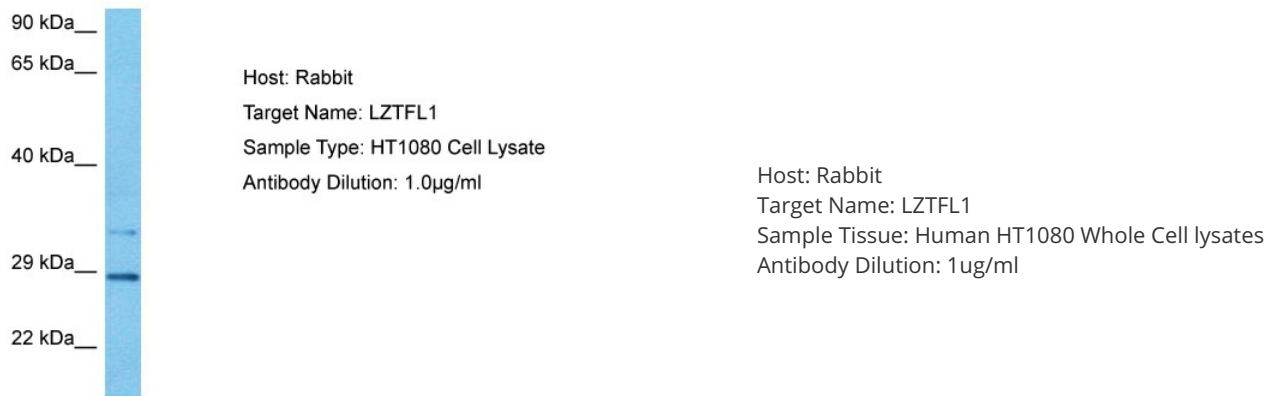 90 kDa__
65 kDa__
40 kDa__
29 kDa__
22 kDa__
Host: Rabbit
Target Name: LZTFL1
Sample Type: HT1080 Cell Lysate
Antibody Dilution: 1.0µg/ml
Host: Rabbit
Target Name: LZTFL1
Sample Tissue: Human HT1080 Whole Cell lysates
Antibody Dilution: 1ug/ml